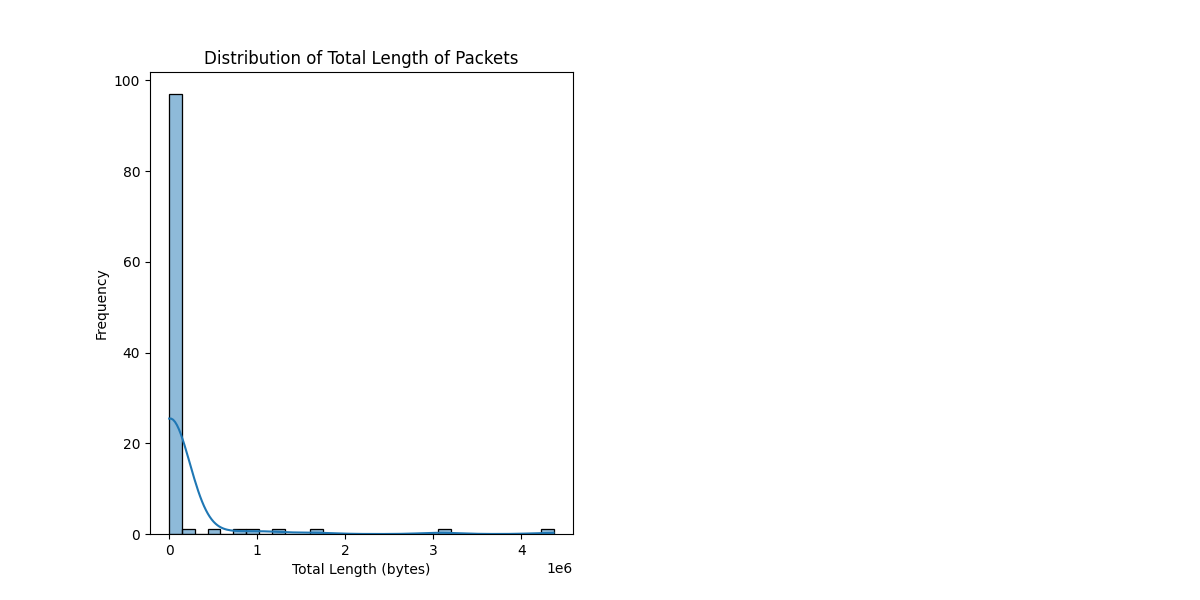 Distribution of Total Length of Packets
100
80
60
40
20
0
Frequency
0 1 2 3 4
1e6
Total Length (bytes)